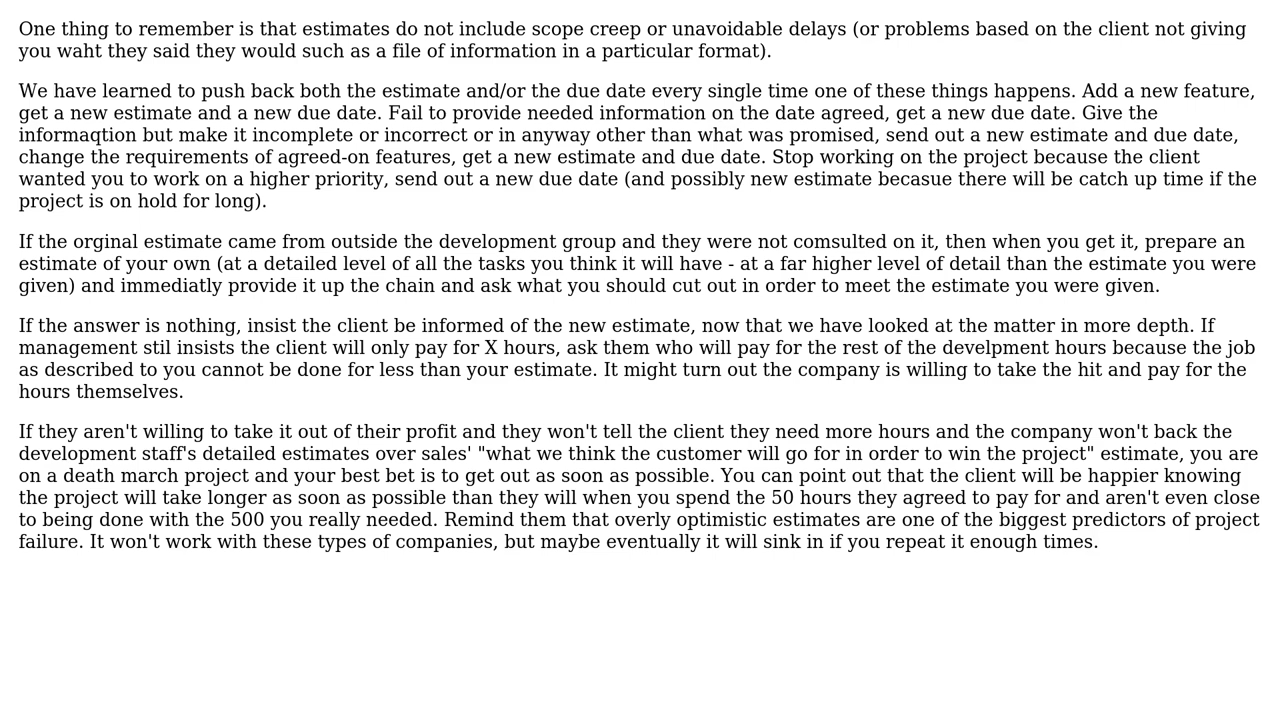 One thing to remember is that estimates do not include scope creep or unavoidable delays (or problems based on the client not giving
you waht they said they would such as a file of information in a particular format).
We have learned to push back both the estimate and/or the due date every single time one of these things happens. Add a new feature,
get a new estimate and a new due date. Fail to provide needed information on the date agreed, get a new due date. Give the
informaqtion but make it incomplete or incorrect or in anyway other than what was promised, send out a new estimate and due date,
change the requirements of agreed-on features, get a new estimate and due date. Stop working on the project because the client
wanted you to work on a higher priority, send out a new due date (and possibly new estimate becasue there will be catch up time if the
project is on hold for long).
If the orginal estimate came from outside the development group and they were not comsulted on it, then when you get it, prepare an
estimate of your own (at a detailed level of all the tasks you think it will have - at a far higher level of detail than the estimate you were
given) and immediatly provide it up the chain and ask what you should cut out in order to meet the estimate you were given.
If the answer is nothing, insist the client be informed of the new estimate, now that we have looked at the matter in more depth. If
management stil insists the client will only pay for X hours, ask them who will pay for the rest of the develpment hours because the job
as described to you cannot be done for less than your estimate. It might turn out the company is willing to take the hit and pay for the
hours themselves.
If they aren't willing to take it out of their profit and they won't tell the client they need more hours and the company won't back the
development staff's detailed estimates over sales' "what we think the customer will go for in order to win the project" estimate, you are
on a death march project and your best bet is to get out as soon as possible. You can point out that the client will be happier knowing
the project will take longer as soon as possible than they will when you spend the 50 hours they agreed to pay for and aren't even close
to being done with the 500 you really needed. Remind them that overly optimistic estimates are one of the biggest predictors of project
failure. It won't work with these types of companies, but maybe eventually it will sink in if you repeat it enough times.